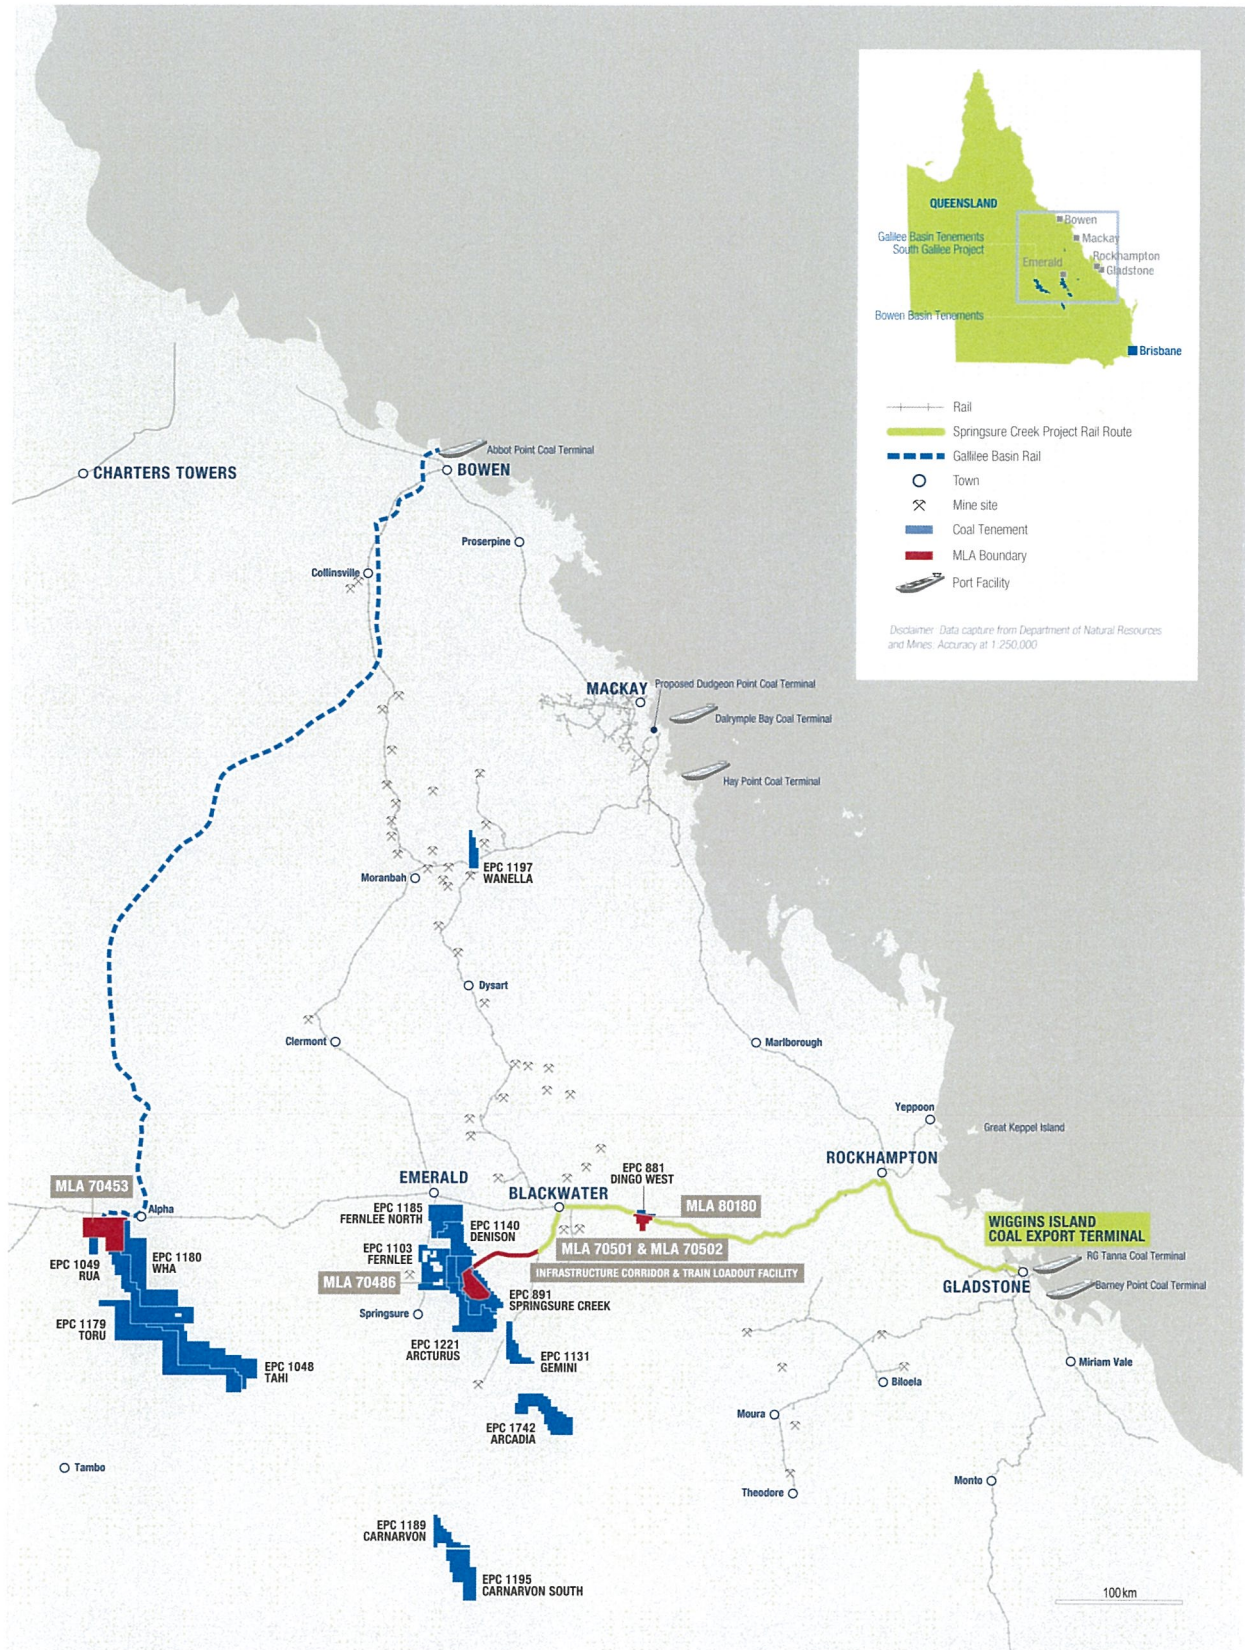 QUEENSLAND
Bowen
Galilee Basin Tenements
South Galilee Project
Mackay
Rockhampton
Emerald
Gladstone
Bowen Basin Tenements
Brisbane
Rail
Springsure Creek Project Rail Route
Gallilee Basin Rail
Town
Mine site
Coal Tenement
MLA Boundary
Port Facility
Disclaimer: Data capture from Department of Natural Resources
and Mines: Accuracy at 1:250,000
Abbot Point Coal Terminal
CHARTERS TOWERS
BOWEN
Proserpine
Collinsville
MACKAY
Proposed Dudgeon Point Coal Terminal
Dalrymple Bay Coal Terminal
Hay Point Coal Terminal
EPC 1197
WANELLA
Moranbah
Dysart
Clermont
Marlborough
Yeppoon
Great Keppel Island
ROCKHAMPTON
EPC 881
DINGO WEST
EMERALD
MLA 70453
BLACKWATER
MLA 80180
Alpha
EPC 1185
FERNLEE NORTH
EPC 1140
DENISON
WIGGINS ISLAND
COAL EXPORT TERMINAL
EPC 1103
FERNLEE
MLA 70501 & MLA 70502
RG Tanna Coal Terminal
EPC 1049
RUA
EPC 1180
WHA
MLA 70486
INFRASTRUCTURE CORRIDOR & TRAIN LOADOUT FACILITY
GLADSTONE
Barney Point Coal Terminal
EPC 891
SPRINGSURE CREEK
Springsure
EPC 1179
TORU
EPC 1221
ARCTURUS
EPC 1131
GEMINI
EPC 1048
TAHI
Miriam Vale
Biloela
Moura
EPC 1742
ARCADIA
Tambo
Theodore
Monto
EPC 1189
CARNARVON
EPC 1195
CARNARVON SOUTH
100km